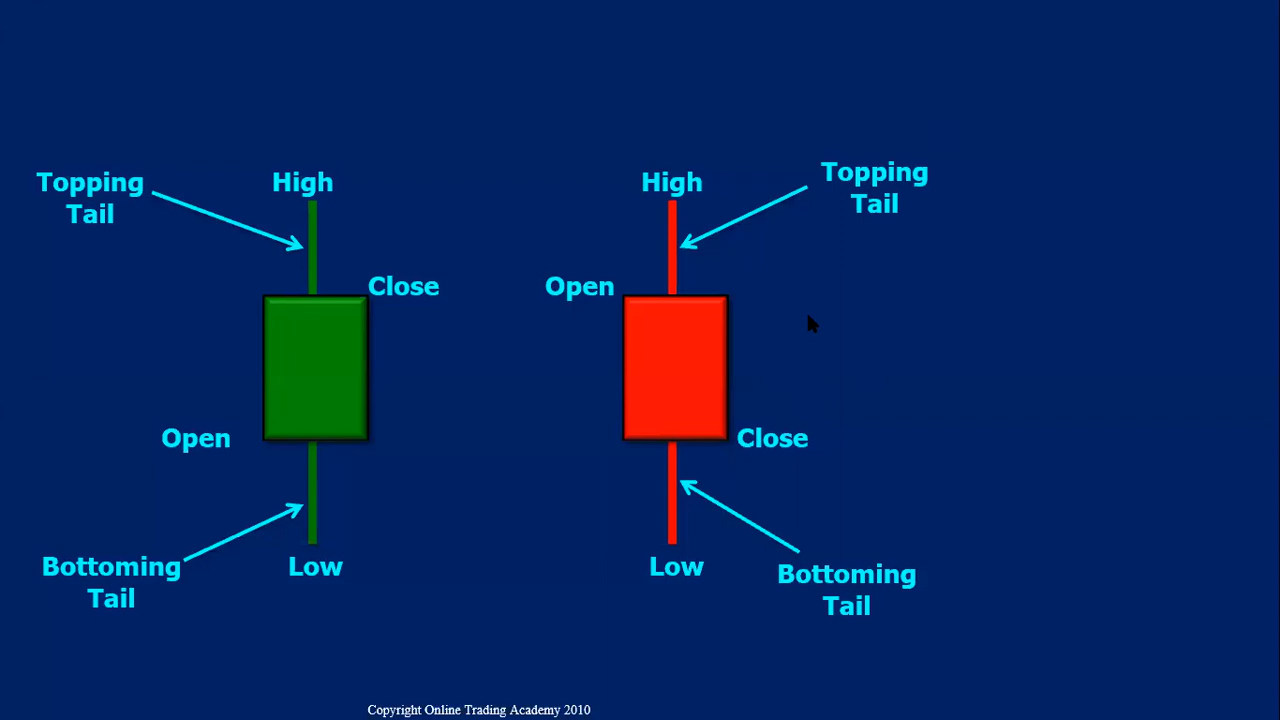 Topping
Tail
High
Close
Open
Bottoming
Tail
Low
High
Topping
Tail
Open
Close
Low
Bottoming
Tail
Copyright Online Trading Academy 2010